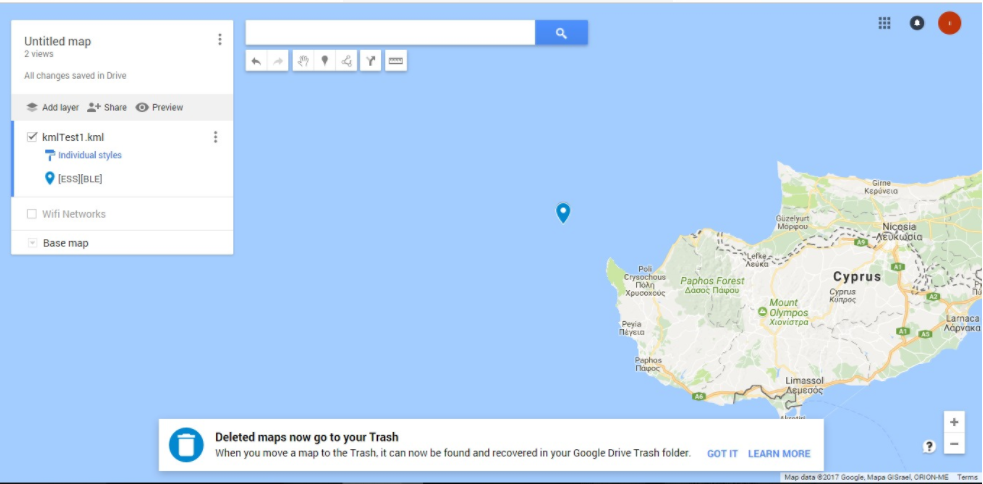 Untitled map
2 views
All changes saved in Drive
Add layer
Share
Preview
kmlTest1.kml
Individual styles
[ESS][BLE]
Wifi Networks
Base map
Girne
Κερύνεια
Güzelyurt
Μόρφου
Nicosia
Λευκωσία
A9
Lefke
Λεύκα
Poli
Crysochous
Πόλη
Χρυσοχούς
Paphos Forest
Δασος Πάφου
Cyprus
Cyprus
Κύπρος
A1
A2
Mount
Olympos
Χιονίστρα
Larnaca
Λάρνακα
Peyia
Πέγεια
A1
A5
Paphos
Πάφος
Limassol
Λεμεσός
A6
Deleted maps now go to your Trash
When you move a map to the Trash, it can now be found and recovered in your Google Drive Trash folder.
GOT IT
LEARN MORE
+
?
−
Map data ©2017 Google, Mapa GISrael, ORION-ME
Terms